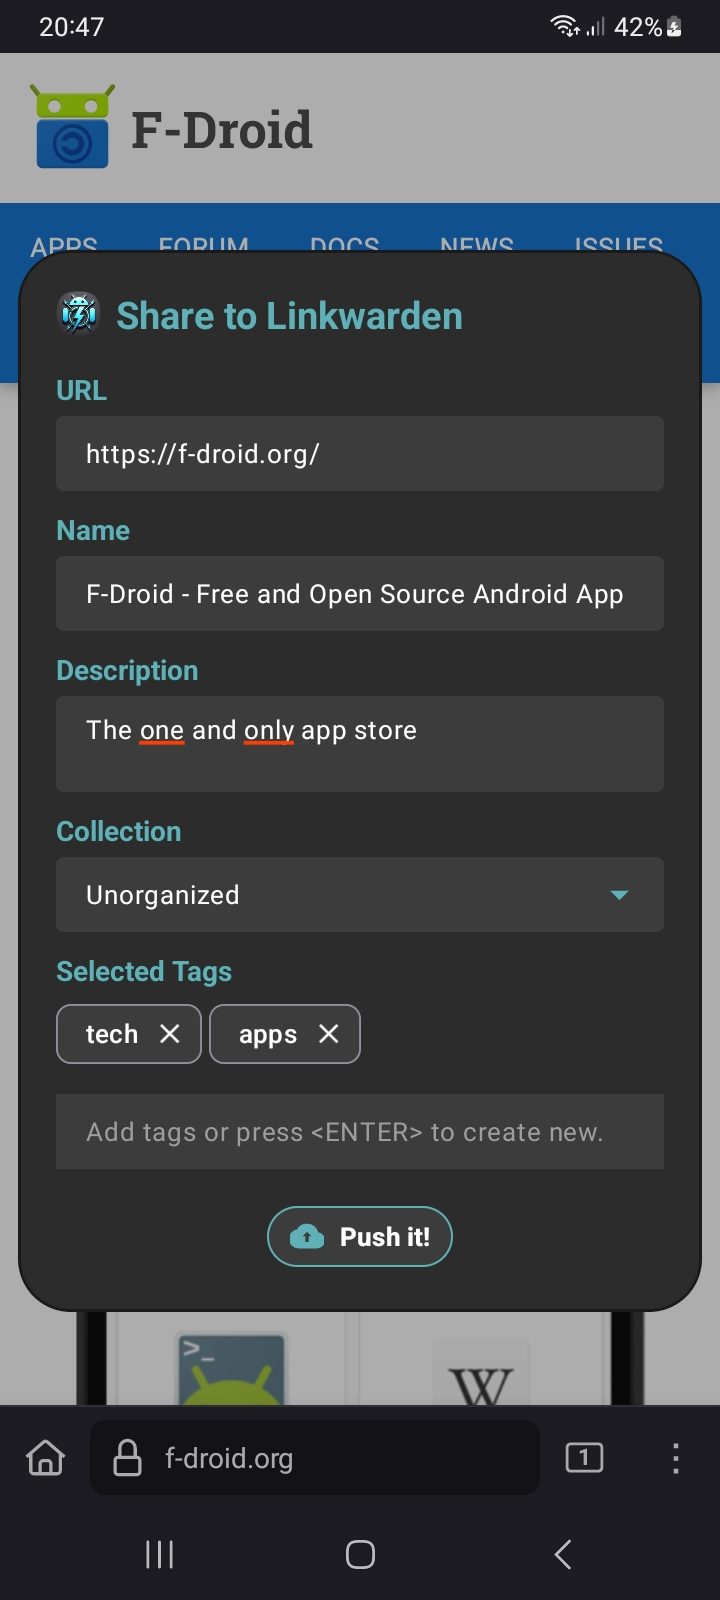 20:47 42%
F-Droid
APPS FORUM DOCS NEWS ISSUES
Share to Linkwarden
URL
https://f-droid.org/
Name
F-Droid - Free and Open Source Android App
Description
The one and only app store
Collection
Unorganized
Selected Tags
tech apps
Add tags or press <ENTER> to create new.
Push it!
>_ W
f-droid.org 1